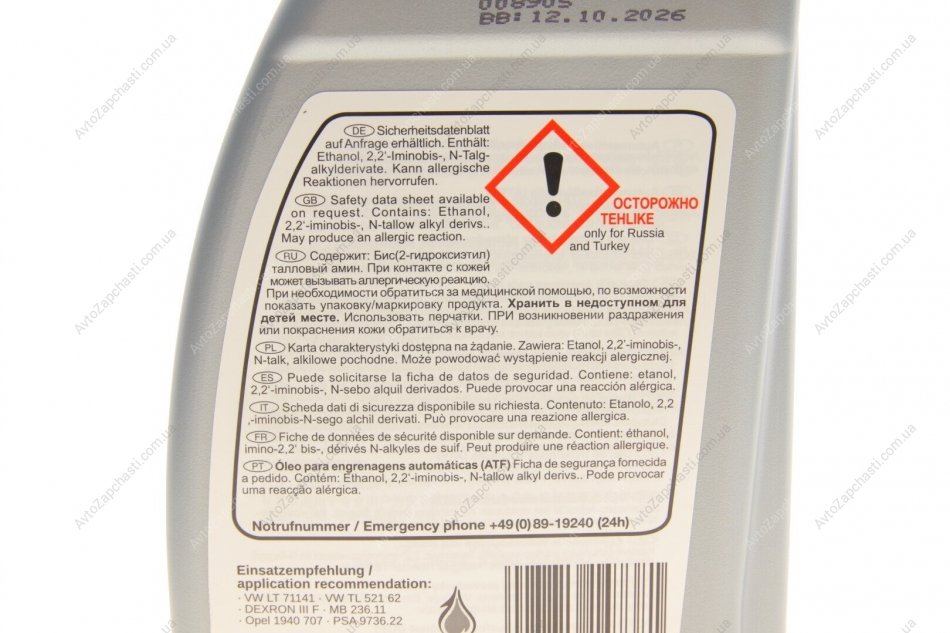 008905
BB: 12.10.2026
DE Sicherheitsdatenblatt
auf Anfrage erhältlich. Enthält:
Ethanol, 2,2'-Iminobis-, N-Talg-
alkylderivate. Kann allergische
Reaktionen hervorrufen.
GB Safety data sheet available
on request. Contains: Ethanol,
2,2'-iminobis-, N-tallow alkyl derivs..
May produce an allergic reaction.
ОСТОРОЖНО
TEHLIKE
only for Russia
and Turkey
RU Содержит: Бис(2-гидроксиэтил)
талловый амин. При контакте с кожей
может вызывать аллергическую реакцию.
При необходимости обратиться за медицинской помощью, по возможности
показать упаковку/маркировку продукта. Хранить в недоступном для
детей месте. Использовать перчатки. ПРИ возникновении раздражения
или покраснения кожи обратиться к врачу.
PL Karta charakterystyki dostępna na żądanie. Zawiera: Etanol, 2,2'-iminobis-,
N-talk, alkilowe pochodne. Może powodować wystąpienie reakcji alergicznej.
ES Puede solicitarse la ficha de datos de seguridad. Contiene: etanol,
2,2'-iminobis-, N-sebo alquil derivados. Puede provocar una reacción alérgica.
IT Scheda dati di sicurezza disponibile su richiesta. Contenuto: Etanolo, 2,2
,-iminobis-N-sego alchil derivati. Può provocare una reazione allergica.
FR Fiche de données de sécurité disponible sur demande. Contient: éthanol,
imino-2,2' bis-, dérivés N-alkyles de suif. Peut produire une réaction allergique.
PT Óleo para engrenagens automáticas (ATF) Ficha de segurança fornecida
a pedido. Contém: Ethanol, 2,2'-iminobis-, N-tallow alkyl derivs.. Pode provocar
uma reacção alérgica.
Notrufnummer / Emergency phone +49(0)89-19240 (24h)
Einsatzempfehlung /
application recommendation:
· VW LT 71141 · VW TL 521 62
· DEXRON III F · MB 236.11
· Opel 1940 707 · PSA 9736.22
AvtoZapchasti.com.ua